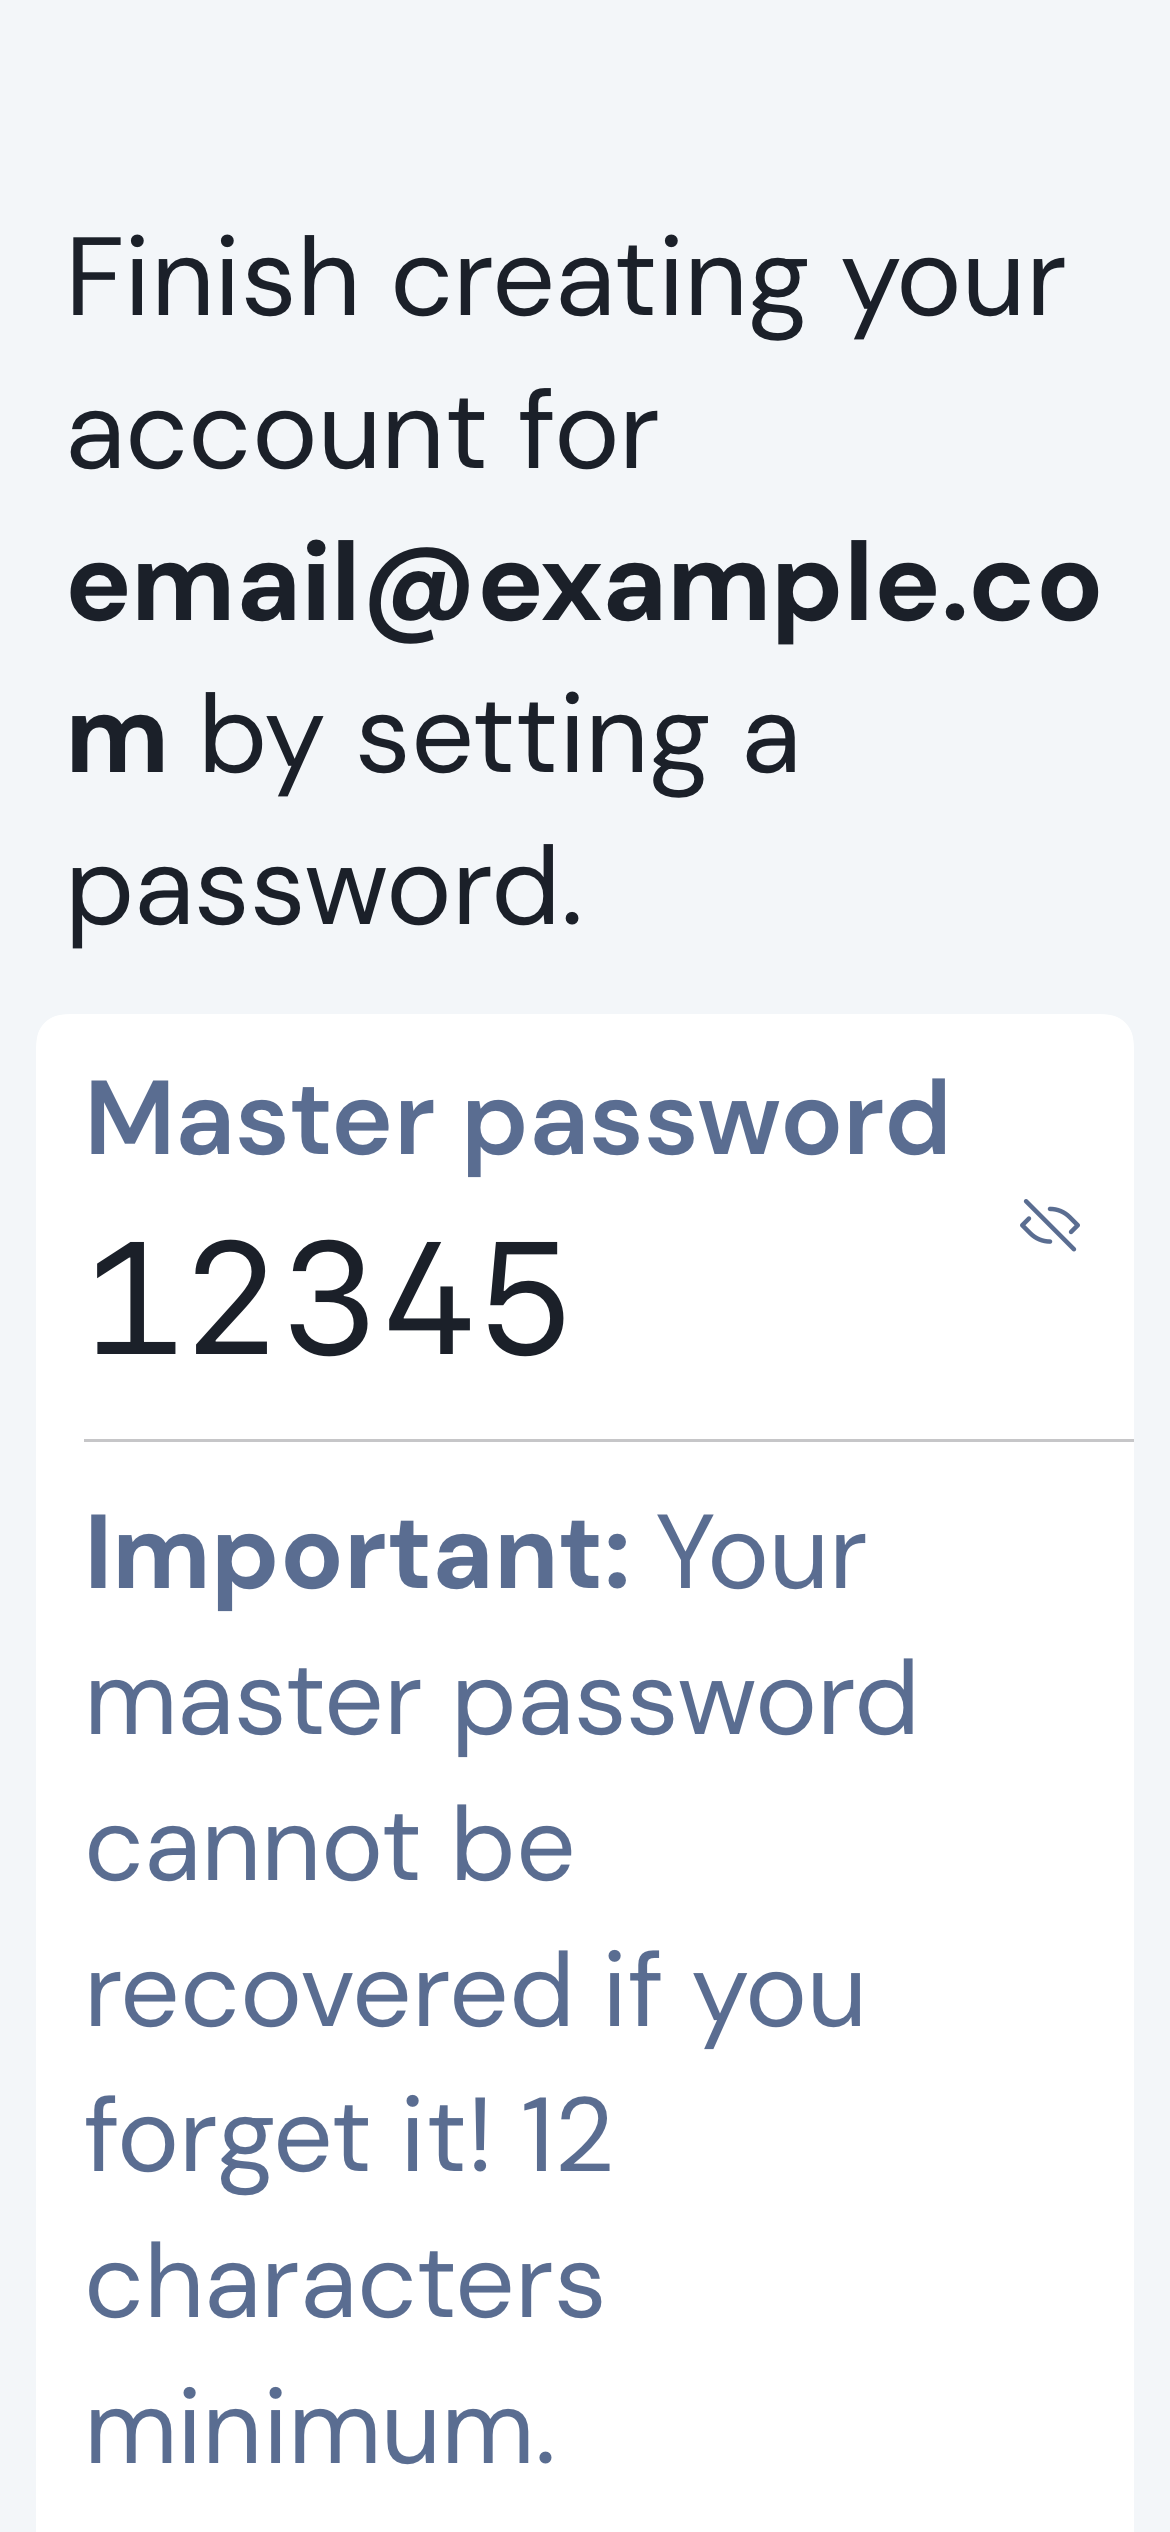 Finish creating your
account for
email@example.co
m by setting a
password.
Master password
12345
Important: Your
master password
cannot be
recovered if you
forget it! 12
characters
minimum.